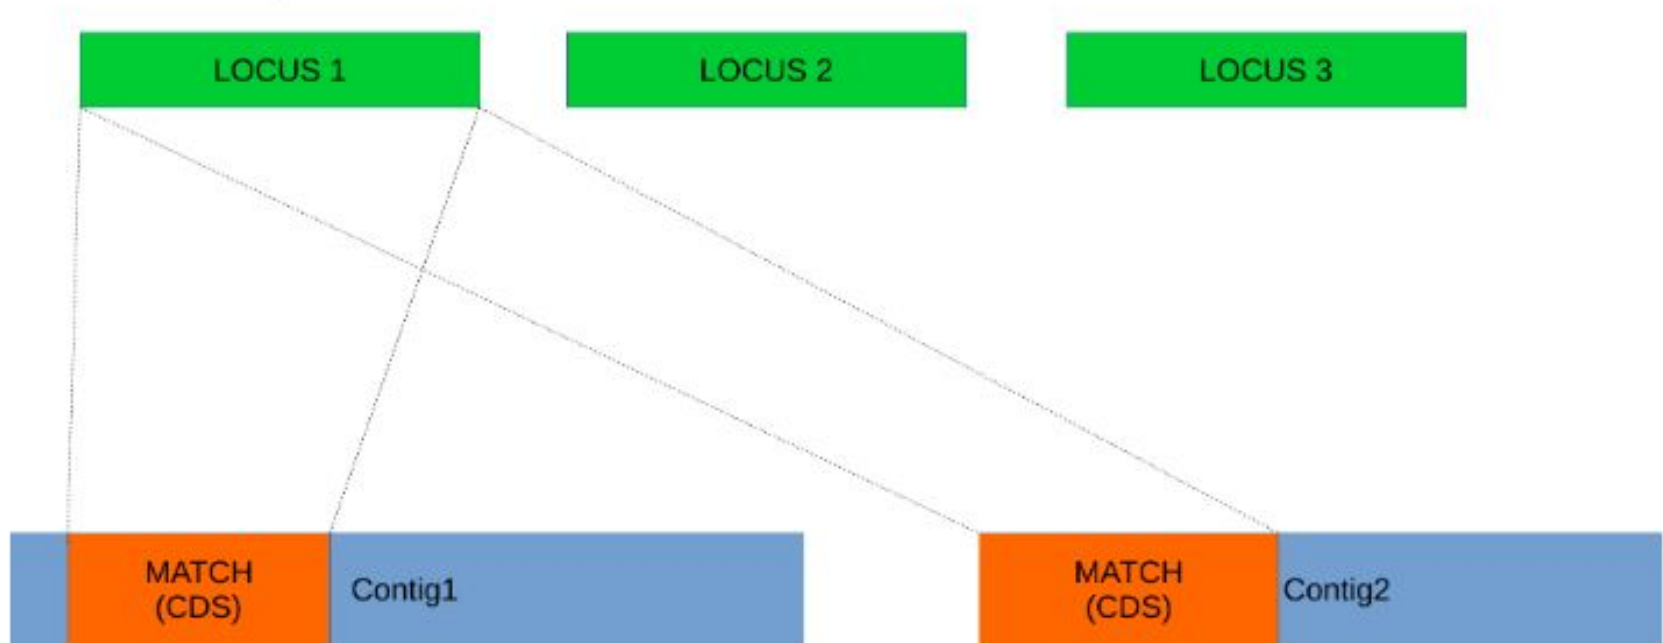 LOCUS 1
LOCUS 2
LOCUS 3
MATCH
(CDS)
Contig1
MATCH
(CDS)
Contig2